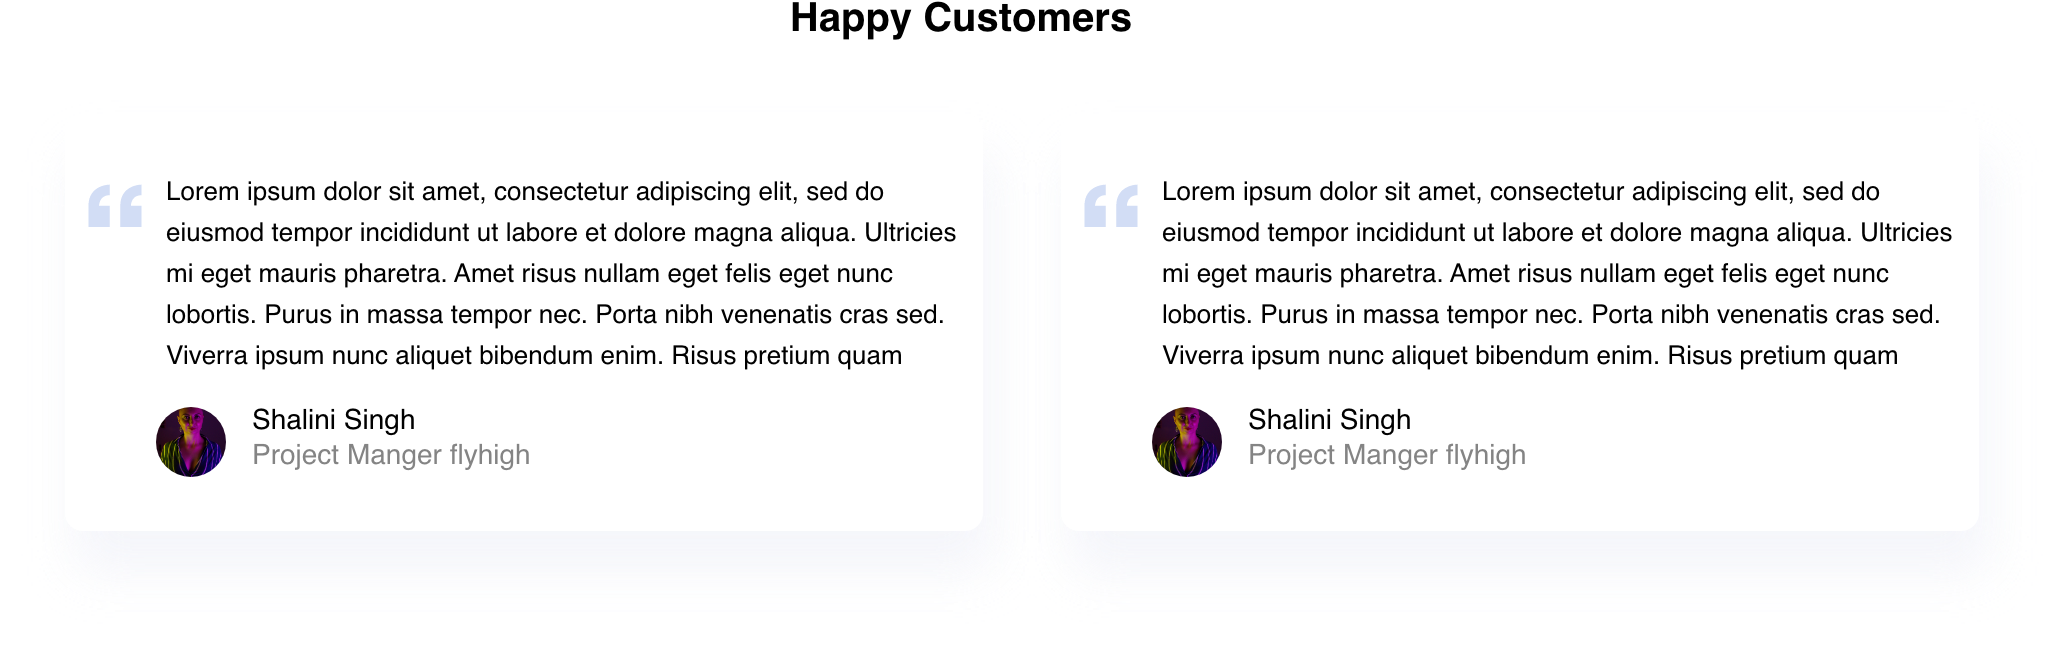 Happy Customers
Lorem ipsum dolor sit amet, consectetur adipiscing elit, sed do
eiusmod tempor incididunt ut labore et dolore magna aliqua. Ultricies
mi eget mauris pharetra. Amet risus nullam eget felis eget nunc
lobortis. Purus in massa tempor nec. Porta nibh venenatis cras sed.
Viverra ipsum nunc aliquet bibendum enim. Risus pretium quam
Shalini Singh
Project Manger flyhigh
Lorem ipsum dolor sit amet, consectetur adipiscing elit, sed do
eiusmod tempor incididunt ut labore et dolore magna aliqua. Ultricies
mi eget mauris pharetra. Amet risus nullam eget felis eget nunc
lobortis. Purus in massa tempor nec. Porta nibh venenatis cras sed.
Viverra ipsum nunc aliquet bibendum enim. Risus pretium quam
Shalini Singh
Project Manger flyhigh